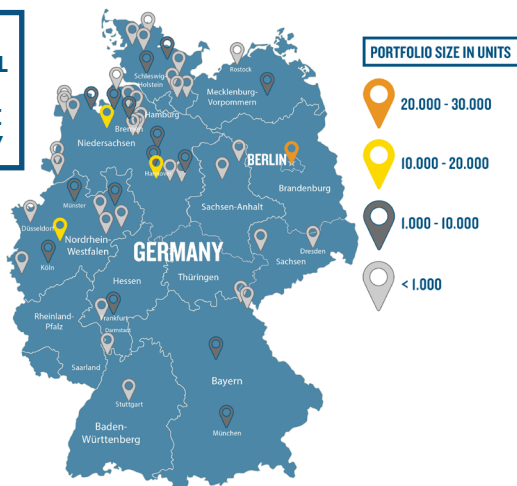 L
Y
PORTFOLIO SIZE IN UNITS
20.000 - 30.000
10.000 - 20.000
1.000 - 10.000
< 1.000
Schleswig-
Holstein
Rostock
Mecklenburg-
Vorpommern
Hamburg
Bremen
Niedersachsen
Hannover
BERLIN
Brandenburg
Sachsen-Anhalt
Münster
Düsseldorf
Nordrhein-
Westfalen
Köln
GERMANY
Dresden
Sachsen
Hessen
Thüringen
Rheinland-
Pfalz
Frankfurt
Darmstadt
Saarland
Bayern
Stuttgart
Baden-
Württemberg
München